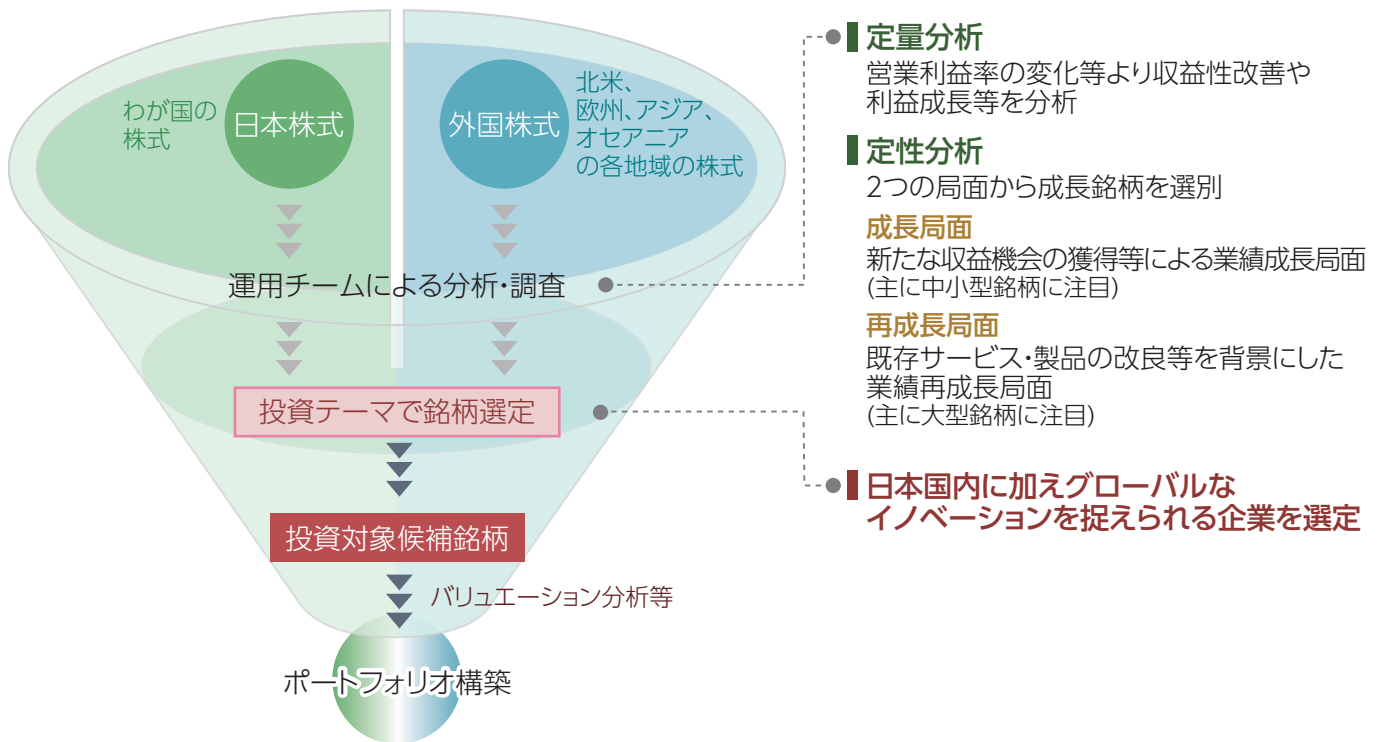 わが国の
株式
日本株式
外国株式
北米、
欧州、アジア、
オセアニア
の各地域の株式
運用チームによる分析・調査
投資テーマで銘柄選定
投資対象候補銘柄
バリュエーション分析等
ポートフォリオ構築
定量分析
営業利益率の変化等より収益性改善や
利益成長等を分析
定性分析
2つの局面から成長銘柄を選別
成長局面
新たな収益機会の獲得等による業績成長局面
(主に中小型銘柄に注目)
再成長局面
既存サービス・製品の改良等を背景にした
業績再成長局面
(主に大型銘柄に注目)
日本国内に加えグローバルな
イノベーションを捉えられる企業を選定